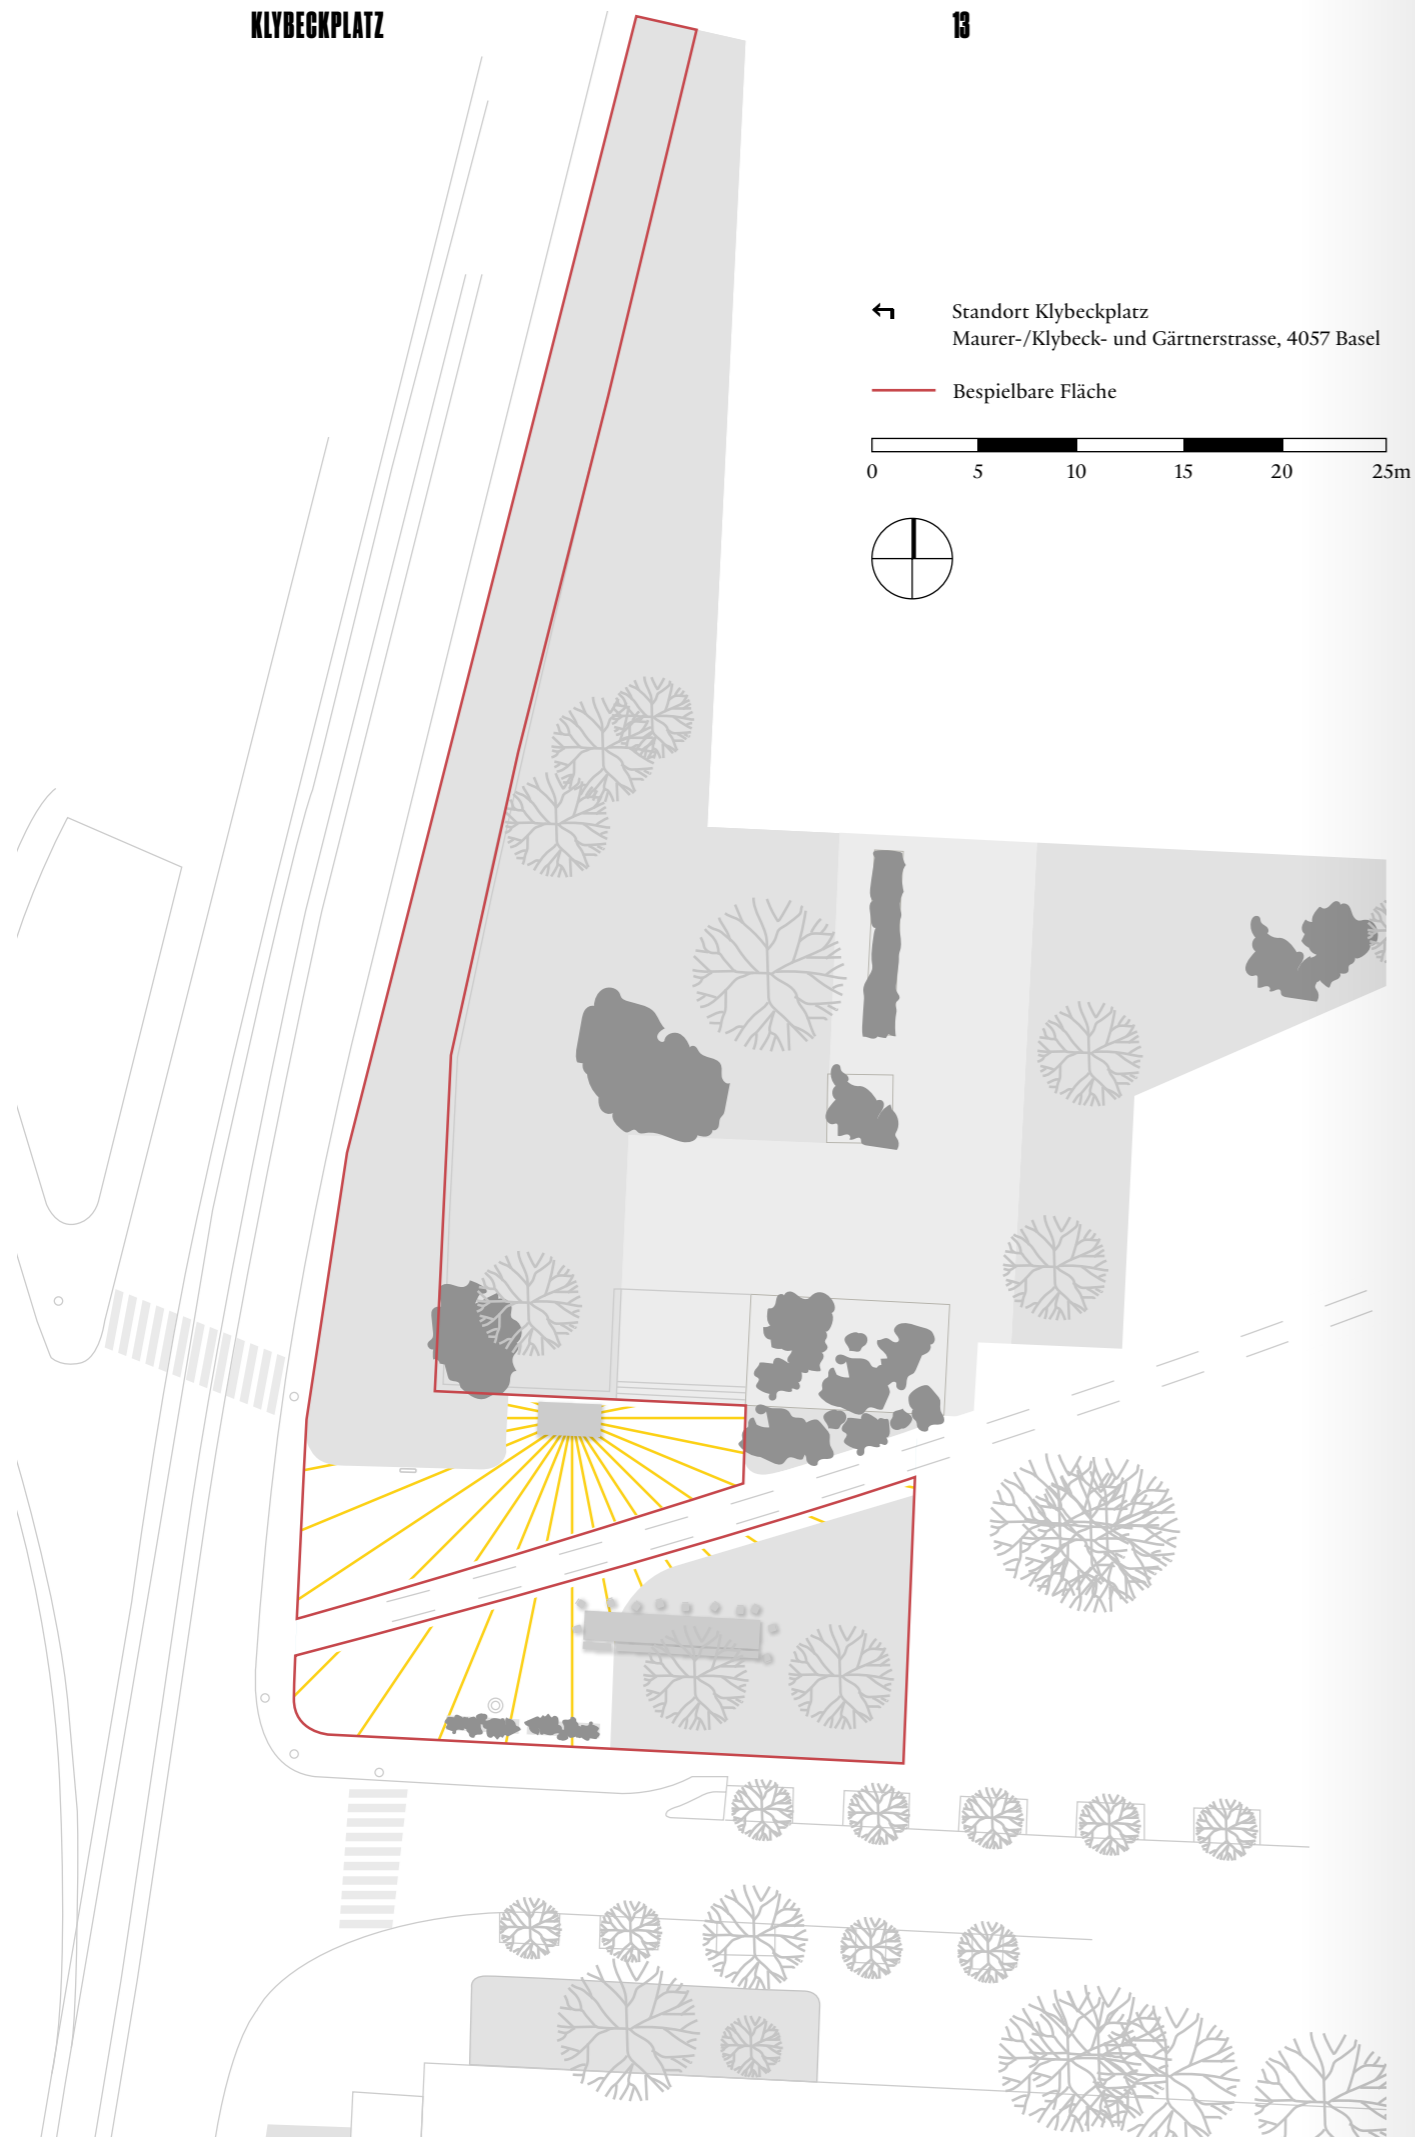 KLYBECKPLATZ
13
Standort Klybeckplatz
Maurer-/Klybeck- und Gärtnerstrasse, 4057 Basel
Bespielbare Fläche
0 5 10 15 20 25m